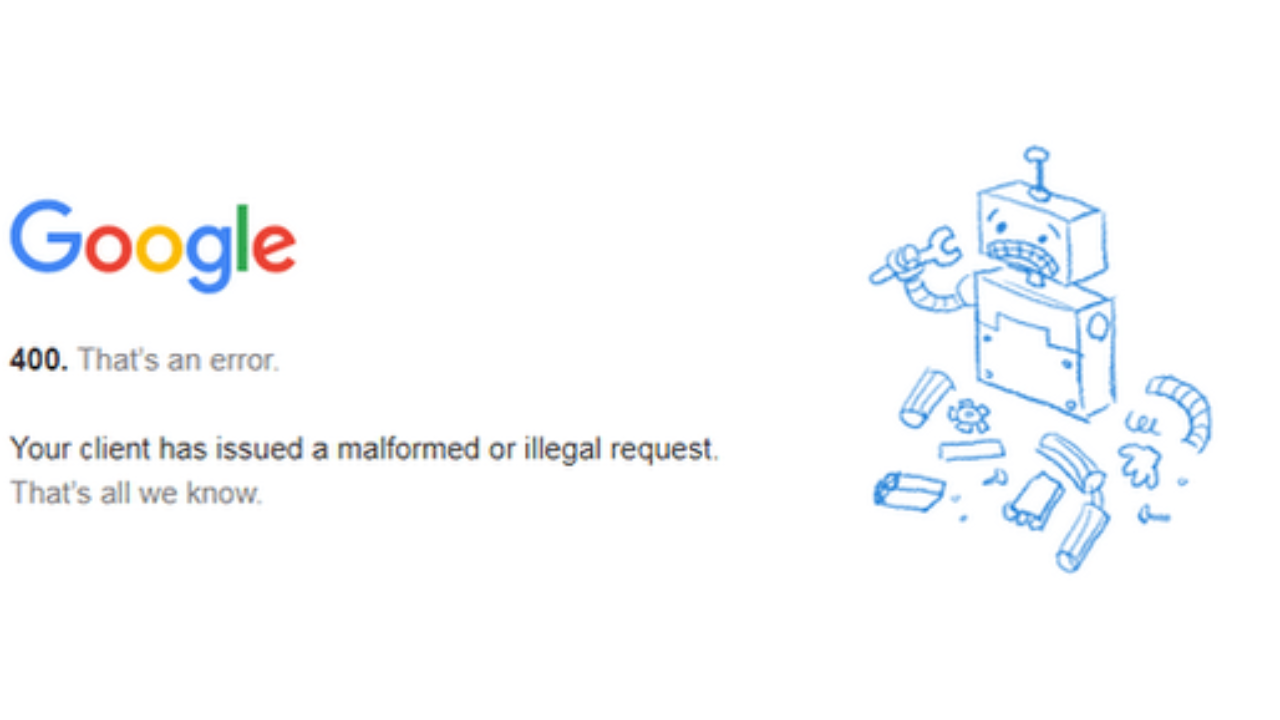 Google
400. That's an error.
Your client has issued a malformed or illegal request.
That's all we know.